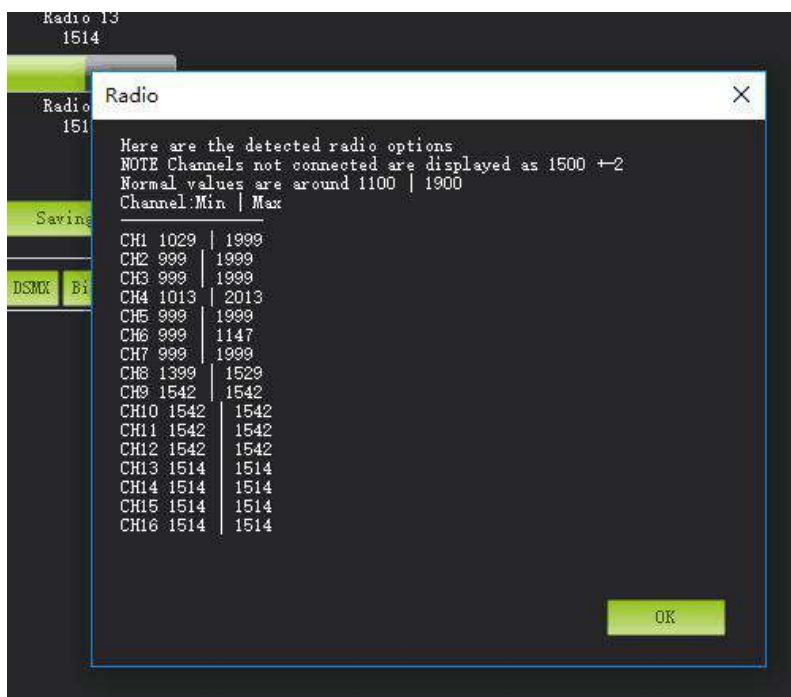 Radio 13
1514
Radio
151
Saving
DSMX Bi
Radio
Here are the detected radio options
NOTE Channels not connected are displayed as 1500 +-2
Normal values are around 1100 | 1900
Channel:Min | Max
CH1 1029 | 1999
CH2 999 | 1999
CH3 999 | 1999
CH4 1013 | 2013
CH5 999 | 1999
CH6 999 | 1147
CH7 999 | 1999
CH8 1399 | 1529
CH9 1542 | 1542
CH10 1542 | 1542
CH11 1542 | 1542
CH12 1542 | 1542
CH13 1514 | 1514
CH14 1514 | 1514
CH15 1514 | 1514
CH16 1514 | 1514
OK